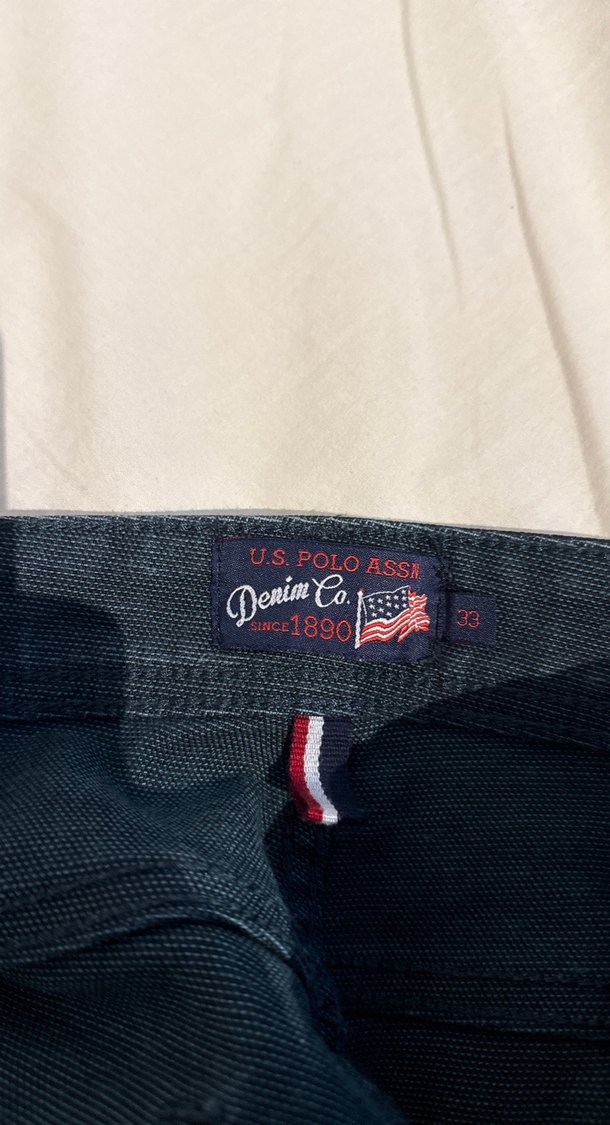 U.S. POLO ASSN.
Denim Co.
SINCE 1890
33